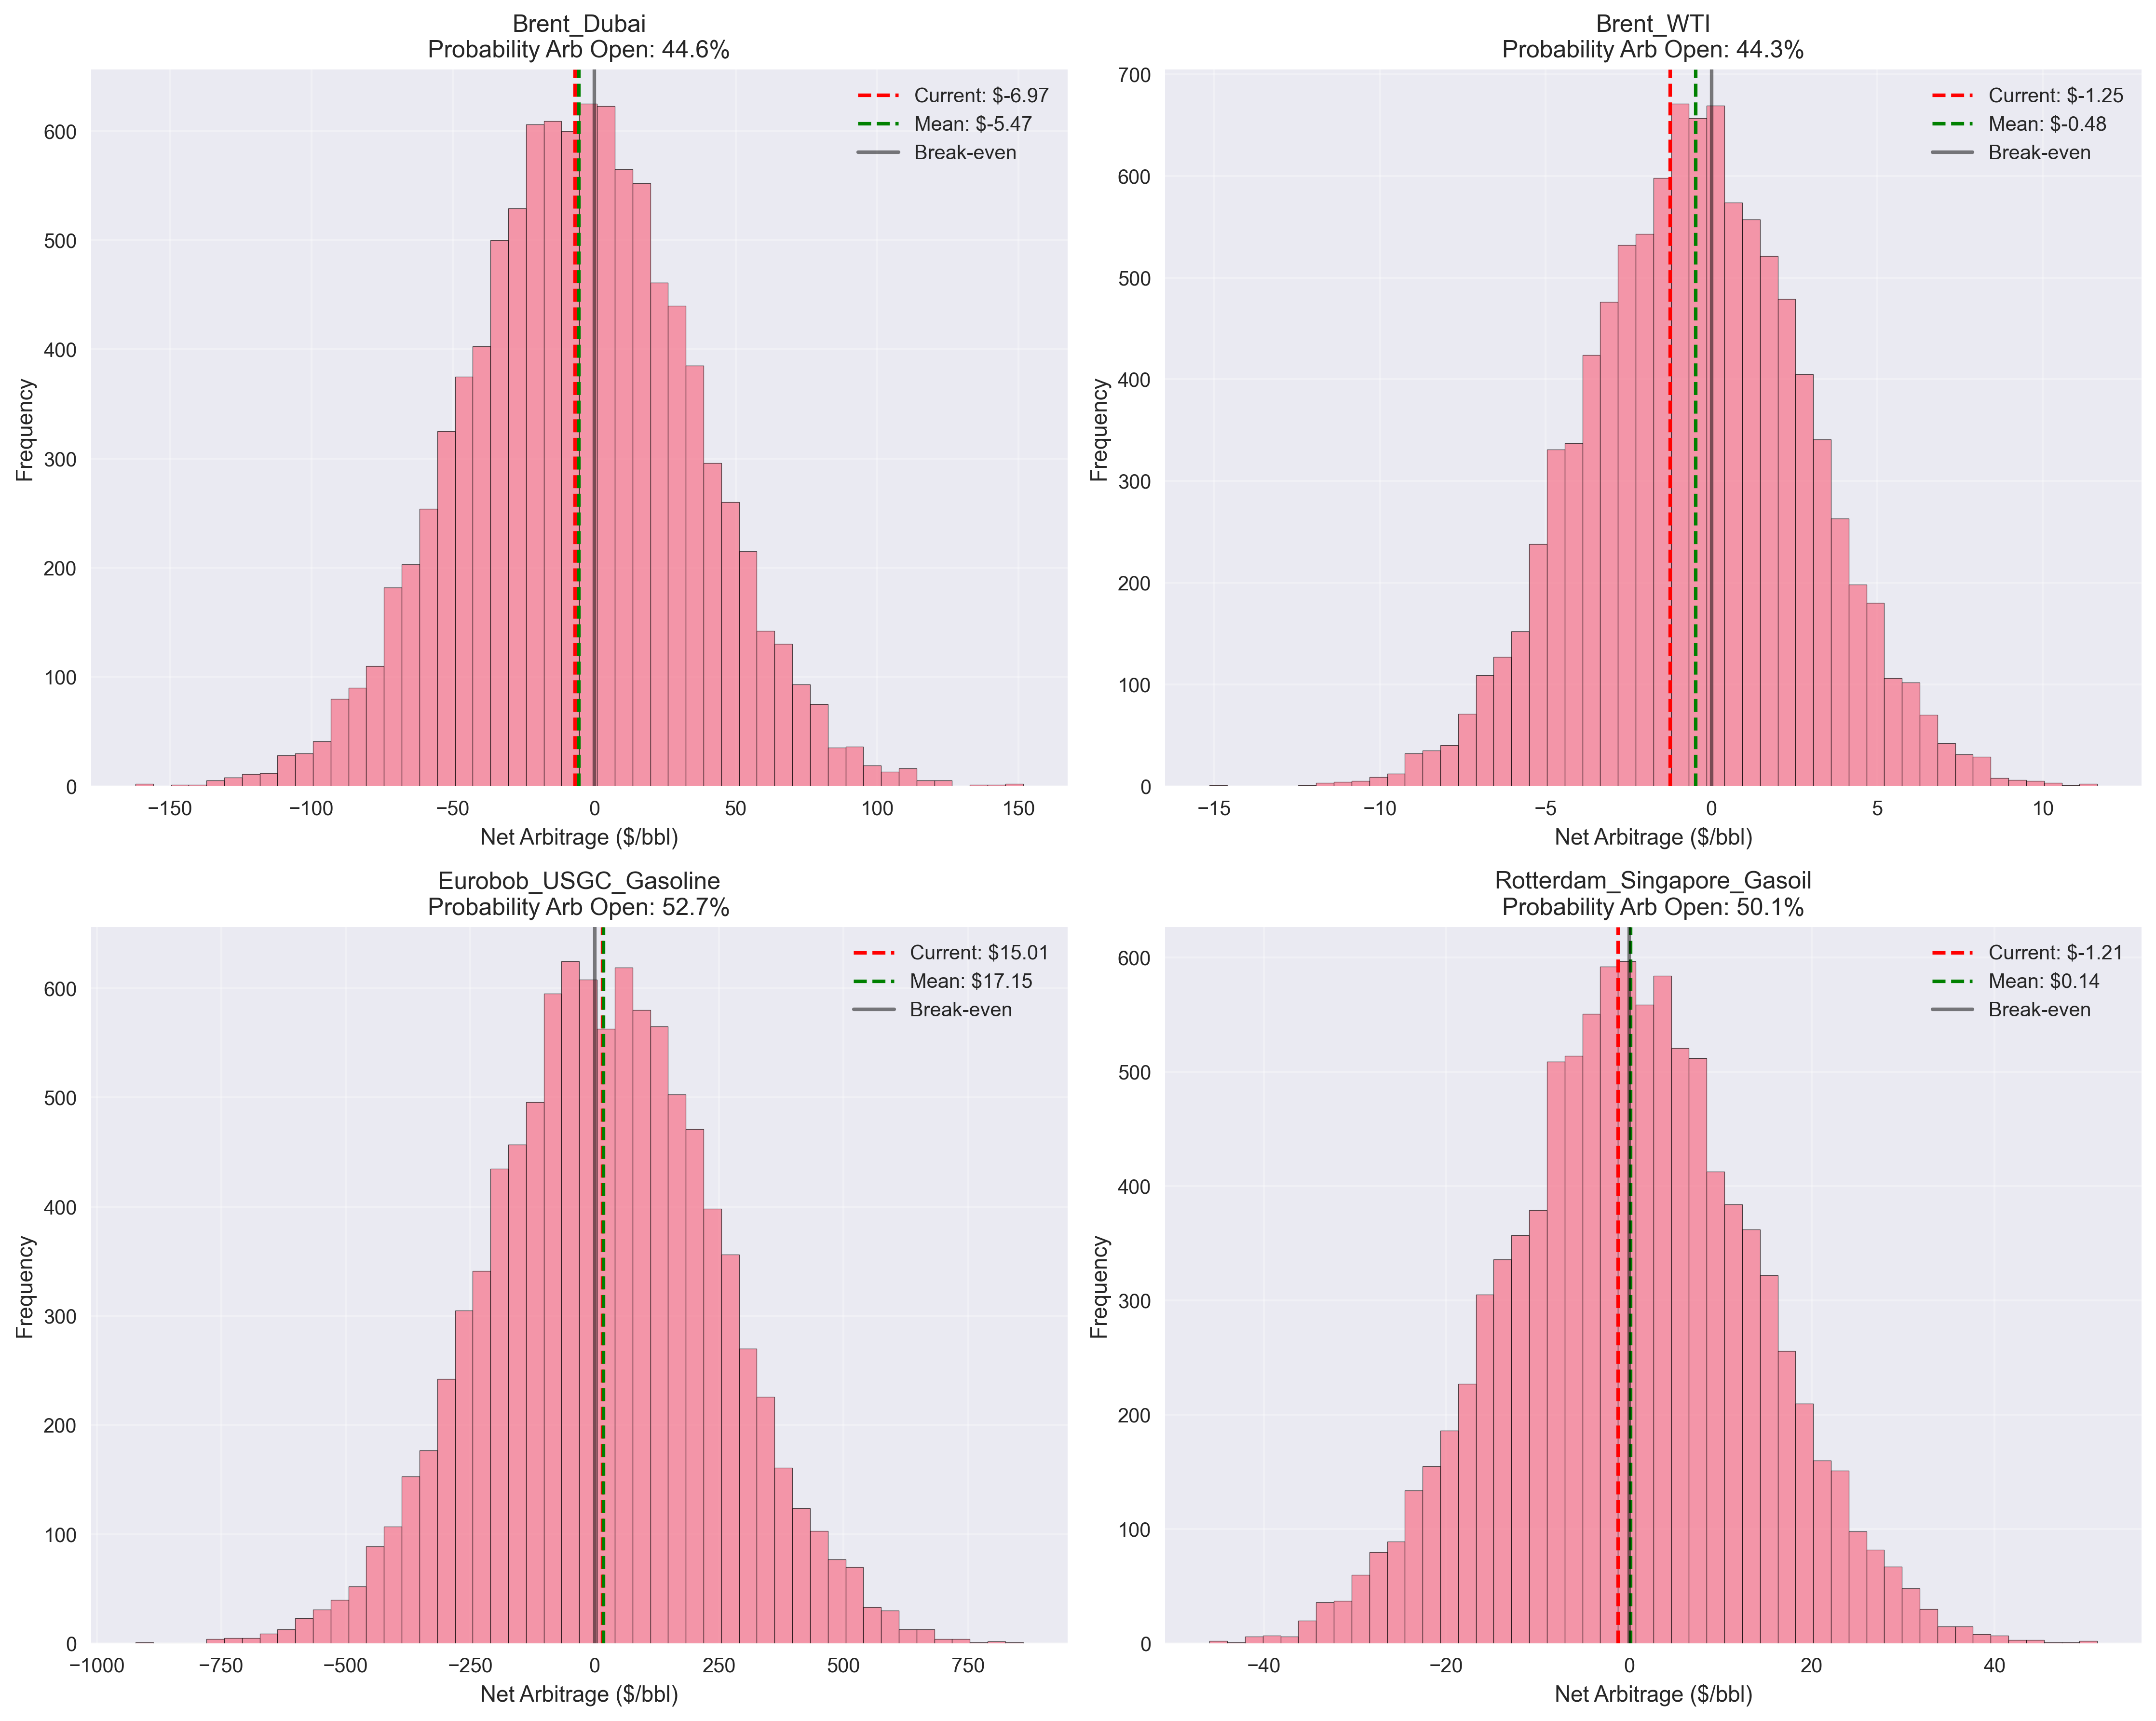 Brent_Dubai
Probability Arb Open: 44.6%
Current: $-6.97
Mean: $-5.47
Break-even
Frequency
600
500
400
300
200
100
0
−150
−100
−50
0
50
100
150
Net Arbitrage ($/bbl)
Brent_WTI
Probability Arb Open: 44.3%
Current: $-1.25
Mean: $-0.48
Break-even
Frequency
700
600
500
400
300
200
100
0
−15
−10
−5
0
5
10
Net Arbitrage ($/bbl)
Eurobob_USGC_Gasoline
Probability Arb Open: 52.7%
Current: $15.01
Mean: $17.15
Break-even
Frequency
600
500
400
300
200
100
0
−1000
−750
−500
−250
0
250
500
750
Net Arbitrage ($/bbl)
Rotterdam_Singapore_Gasoil
Probability Arb Open: 50.1%
Current: $-1.21
Mean: $0.14
Break-even
Frequency
600
500
400
300
200
100
0
−40
−20
0
20
40
Net Arbitrage ($/bbl)